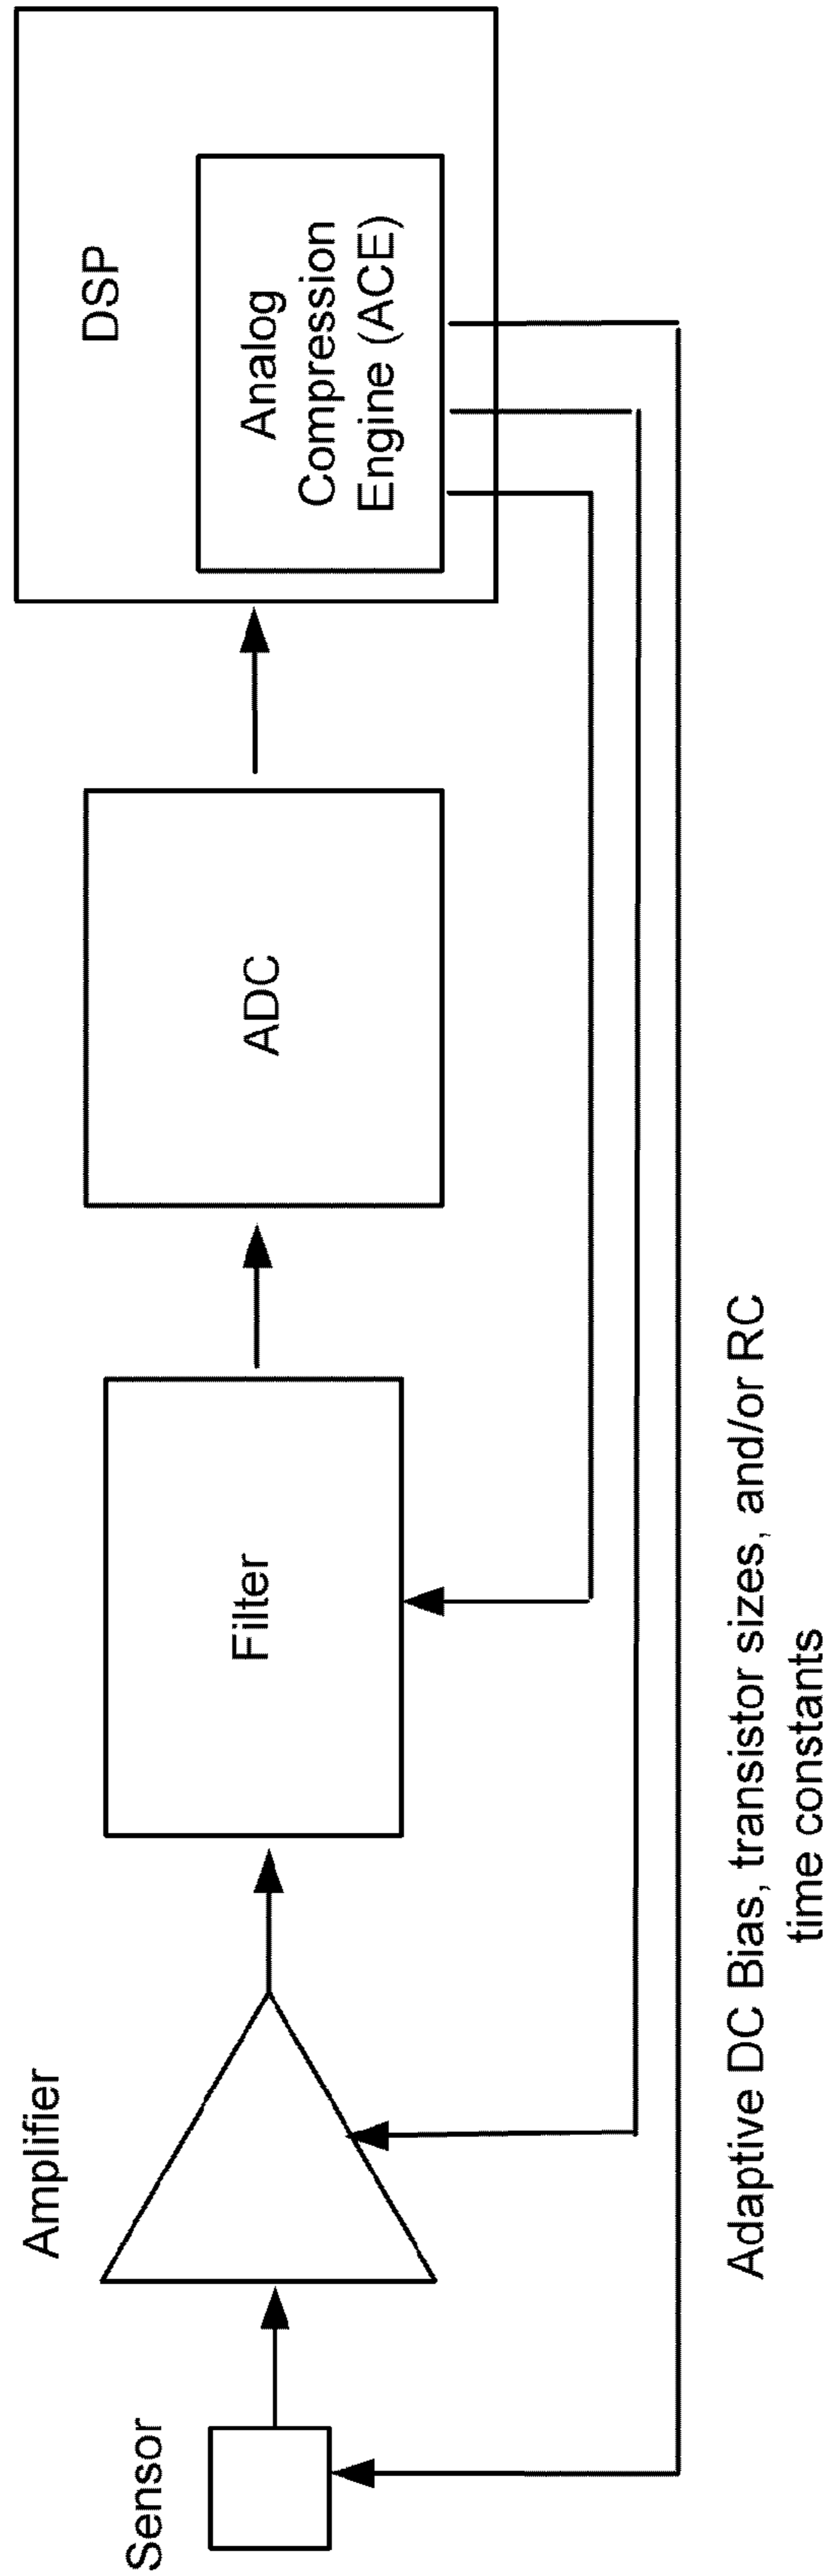 Sensor
Amplifier
Filter
ADC
DSP
Analog
Compression
Engine (ACE)
Adaptive DC Bias, transistor sizes, and/or RC
time constants